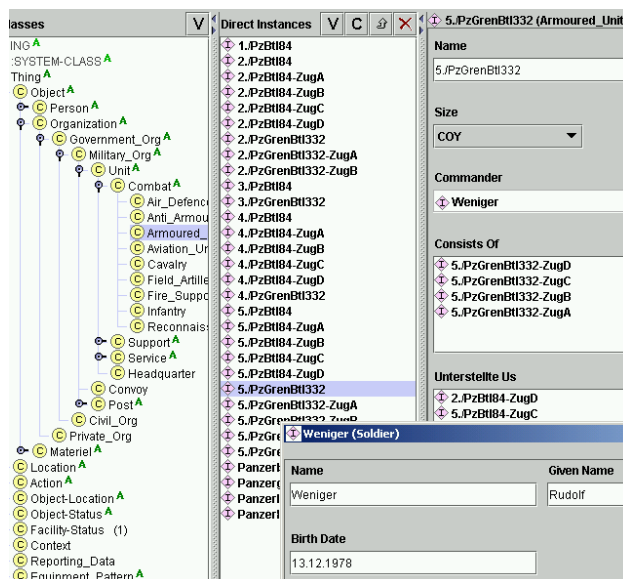 lasses
V
ING A
:SYSTEM-CLASS A
Thing A
C Object A
C Person A
C Organization A
C Government_Org A
C Military_Org A
C Unit A
C Combat A
C Air_Defenc
C Anti_Armou
C Armoured_
C Aviation_Ur
C Cavalry
C Field_Artille
C Fire_Suppo
C Infantry
C Reconnais
C Support A
C Service A
C Headquarter
C Convoy
C Post A
C Civil_Org
C Private_Org
C Materiel A
C Location A
C Action A
C Object-Location A
C Object-Status A
C Facility-Status (1)
C Context
C Reporting_Data
C Equipment_Pattern A
Direct Instances
V
C
I 1./PzBtl84
I 2./PzBtl84
I 2./PzBtl84-ZugA
I 2./PzBtl84-ZugB
I 2./PzBtl84-ZugC
I 2./PzBtl84-ZugD
I 2./PzGrenBtl332
I 2./PzGrenBtl332-ZugA
I 2./PzGrenBtl332-ZugB
I 3./PzBtl84
I 3./PzGrenBtl332
I 4./PzBtl84
I 4./PzBtl84-ZugA
I 4./PzBtl84-ZugB
I 4./PzBtl84-ZugC
I 4./PzBtl84-ZugD
I 4./PzGrenBtl332
I 5./PzBtl84
I 5./PzBtl84-ZugA
I 5./PzBtl84-ZugB
I 5./PzBtl84-ZugC
I 5./PzBtl84-ZugD
I 5./PzGrenBtl332
I 5./PzGrenBtl332-ZugA
I 5./PzGrenBtl332-ZugB
I 5./PzGre
I 5./PzGre
I PanzerI
I Panzerg
I PanzerI
I PanzerI
I 5./PzGrenBtl332 (Armoured_Unit
Name
5./PzGrenBtl332
Size
COY
Commander
I Weniger
Consists Of
I 5./PzGrenBtl332-ZugD
I 5./PzGrenBtl332-ZugC
I 5./PzGrenBtl332-ZugB
I 5./PzGrenBtl332-ZugA
Unterstellte Us
I 2./PzBtl84-ZugD
I 5./PzBtl84-ZugC
I Weniger (Soldier)
Name
Weniger
Given Name
Rudolf
Birth Date
13.12.1978